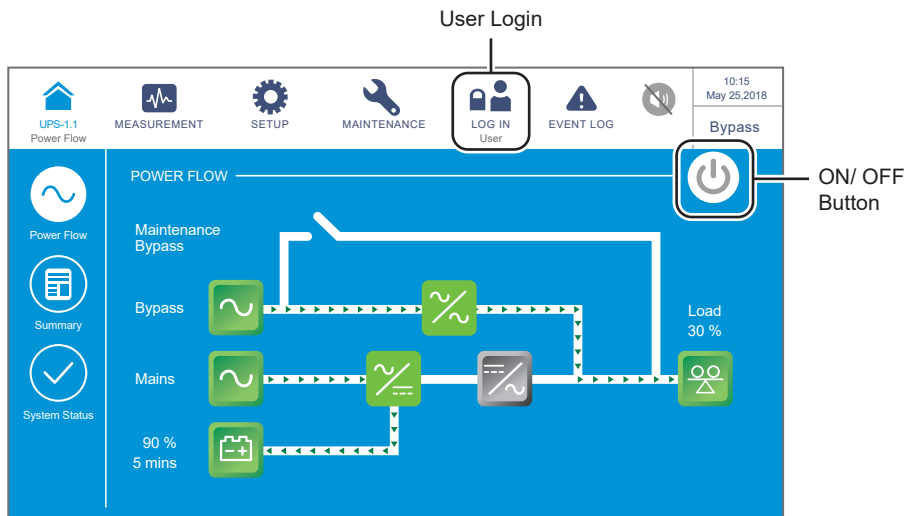 User Login
10:15
May 25,2018
UPS-1.1
Power Flow
MEASUREMENT
SETUP
MAINTENANCE
LOG IN
User
EVENT LOG
Bypass
POWER FLOW
ON/ OFF
Button
Power Flow
Maintenance
Bypass
Summary
Bypass
Load
30 %
System Status
Mains
90 %
5 mins